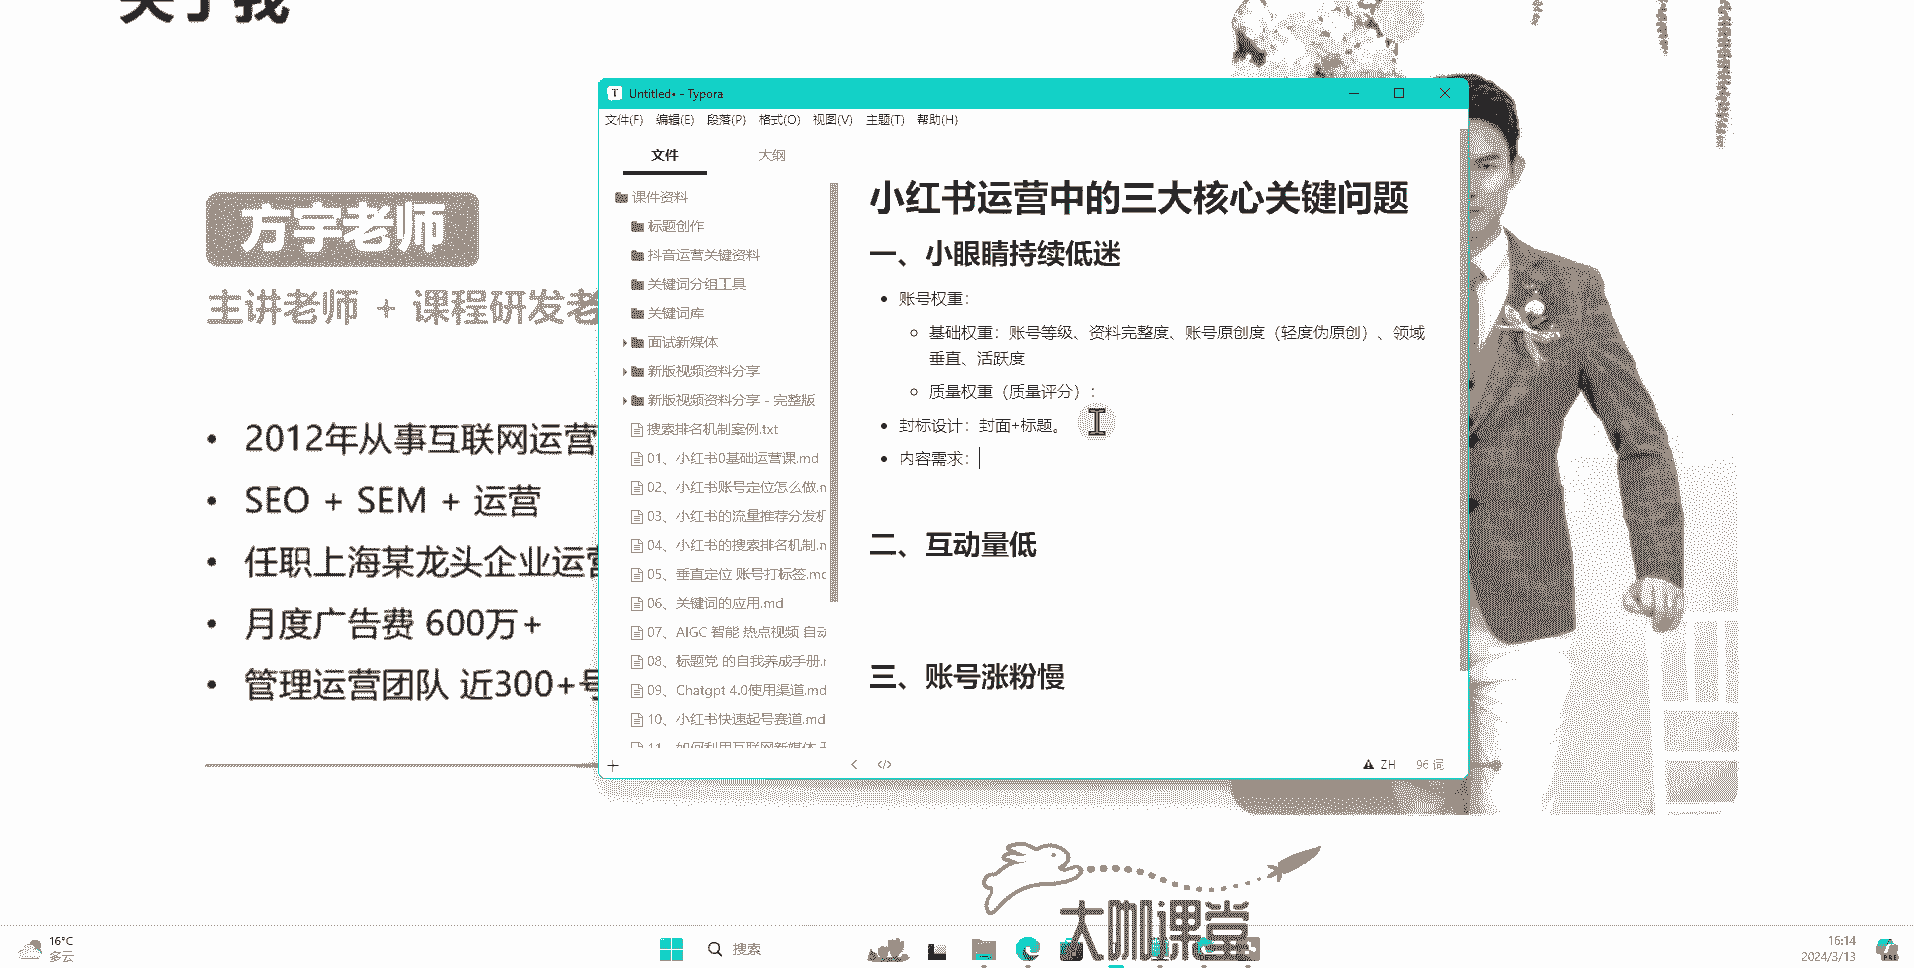 关于我
方宇老师
主讲老师 + 课程研发老
2012年从事互联网运营
SEO + SEM + 运营
任职上海某龙头企业运营
月度广告费 600万+
管理运营团队 近300+号
Untitled• - Typora
文件(F) 编辑(E) 段落(P) 格式(O) 视图(V) 主题(T) 帮助(H)
文件 大纲
课件资料
标题创作
抖音运营关键资料
关键词分组工具
关键词库
面试新媒体
新版视频资料分享
新版视频资料分享 - 完整版
搜索排名机制案例.txt
01、小红书0基础运营课.md
02、小红书账号定位怎么做.m
03、小红书的流量推荐分发机
04、小红书的搜索排名机制.m
05、垂直定位 账号打标签.md
06、关键词的应用.md
07、AIGC 智能 热点视频 自动
08、标题党 的自我养成手册.m
09、Chatgpt 4.0使用渠道.md
10、小红书快速起号赛道.md
11、如何利用互联网新媒体
小红书运营中的三大核心关键问题
一、小眼睛持续低迷
账号权重：
基础权重：账号等级、资料完整度、账号原创度（轻度伪原创）、领域
垂直、活跃度
质量权重（质量评分）：
封标设计：封面+标题。
内容需求：
二、互动量低
三、账号涨粉慢
ZH 96 词
大咖课堂
16°C
多云
搜索
16:14
2024/3/13